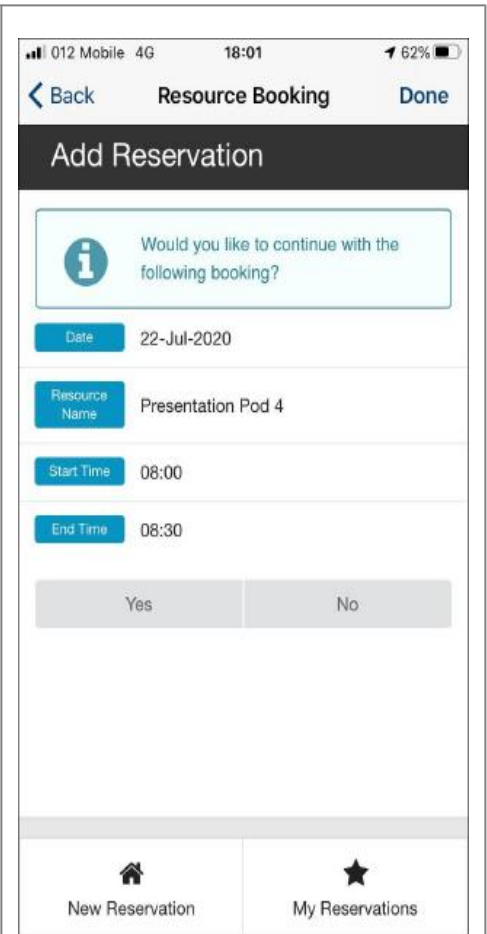 012 Mobile 4G 18:01 62%
Back Resource Booking Done
Add Reservation
Would you like to continue with the
following booking?
Date 22-Jul-2020
Resource
Name
Presentation Pod 4
Start Time 08:00
End Time 08:30
Yes No
New Reservation My Reservations